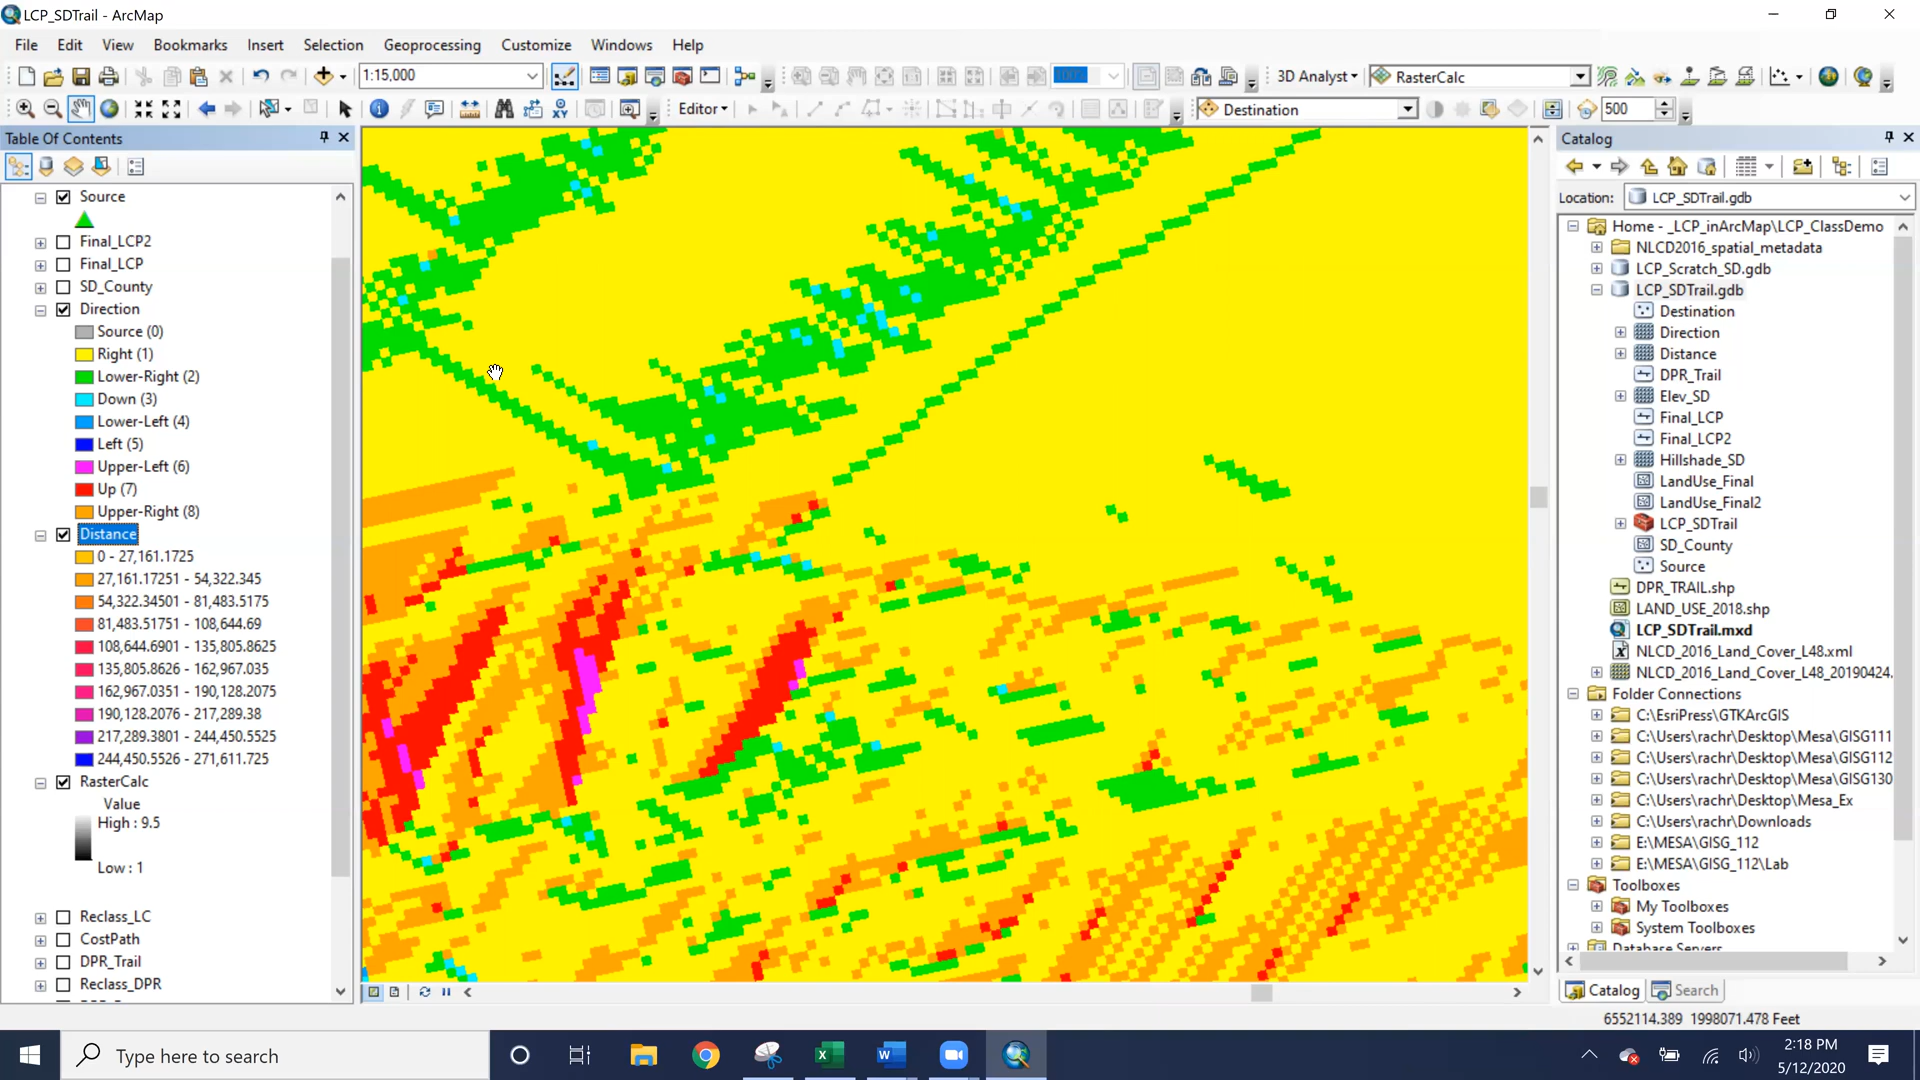 LCP_SDTrail - ArcMap
File Edit View Bookmarks Insert Selection Geoprocessing Customize Windows Help
1:15,000
3D Analyst
RasterCalc
Editor
Destination
500
Table Of Contents
Source
Final_LCP2
Final_LCP
SD_County
Direction
Source (0)
Right (1)
Lower-Right (2)
Down (3)
Lower-Left (4)
Left (5)
Upper-Left (6)
Up (7)
Upper-Right (8)
Distance
0 - 27,161.1725
27,161.17251 - 54,322.345
54,322.34501 - 81,483.5175
81,483.51751 - 108,644.69
108,644.6901 - 135,805.8625
135,805.8626 - 162,967.035
162,967.0351 - 190,128.2075
190,128.2076 - 217,289.38
217,289.3801 - 244,450.5525
244,450.5526 - 271,611.725
RasterCalc
Value
High : 9.5
Low : 1
Reclass_LC
CostPath
DPR_Trail
Reclass_DPR
Catalog
Location: LCP_SDTrail.gdb
Home - _LCP_inArcMap\LCP_ClassDemo
NLCD2016_spatial_metadata
LCP_Scratch_SD.gdb
LCP_SDTrail.gdb
Destination
Direction
Distance
DPR_Trail
Elev_SD
Final_LCP
Final_LCP2
Hillshade_SD
LandUse_Final
LandUse_Final2
LCP_SDTrail
SD_County
Source
DPR_TRAIL.shp
LAND_USE_2018.shp
LCP_SDTrail.mxd
NLCD_2016_Land_Cover_L48.xml
NLCD_2016_Land_Cover_L48_20190424.
Folder Connections
C:\EsriPress\GTKArcGIS
C:\Users\rachr\Desktop\Mesa\GISG111
C:\Users\rachr\Desktop\Mesa\GISG112
C:\Users\rachr\Desktop\Mesa\GISG130
C:\Users\rachr\Desktop\Mesa_Ex
C:\Users\rachr\Downloads
E:\MESA\GISG_112
E:\MESA\GISG_112\Lab
Toolboxes
My Toolboxes
System Toolboxes
Database Servers
Catalog Search
6552114.389 1998071.478 Feet
Type here to search
2:18 PM
5/12/2020